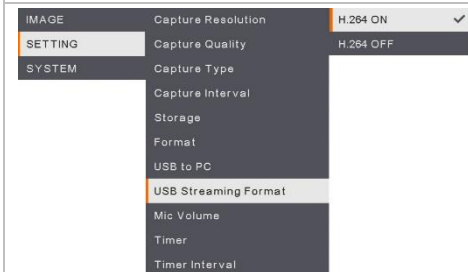 IMAGE
SETTING
SYSTEM
Capture Resolution
Capture Quality
Capture Type
Capture Interval
Storage
Format
USB to PC
USB Streaming Format
Mic Volume
Timer
Timer Interval
H.264 ON
H.264 OFF